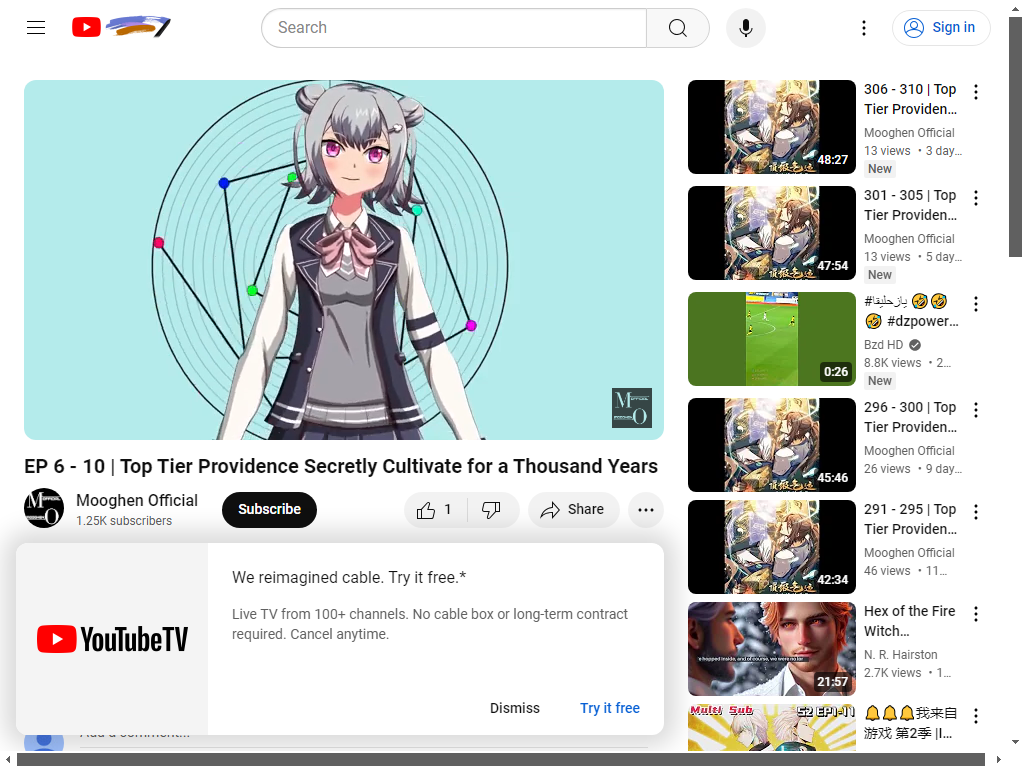 Search
Sign in
EP 6 - 10 | Top Tier Providence Secretly Cultivate for a Thousand Years
Mooghen Official
1.25K subscribers
Subscribe
1
Share
We reimagined cable. Try it free.*
Live TV from 100+ channels. No cable box or long-term contract
required. Cancel anytime.
YouTubeTV
Dismiss
Try it free
Add a comment...
306 - 310 | Top
Tier Providen...
Mooghen Official
13 views • 3 day...
New
48:27
301 - 305 | Top
Tier Providen...
Mooghen Official
13 views • 5 day...
New
47:54
🤣🤣
🤣 #dzpower...
Bzd HD
8.8K views • 2...
New
0:26
296 - 300 | Top
Tier Providen...
Mooghen Official
26 views • 9 day...
45:46
291 - 295 | Top
Tier Providen...
Mooghen Official
46 views • 11...
42:34
Hex of the Fire
Witch...
N. R. Hairston
2.7K views • 1...
21:57
Multi Sub
S2 EP1-11
🔔🔔🔔我来自
游戏 第2季 |I...